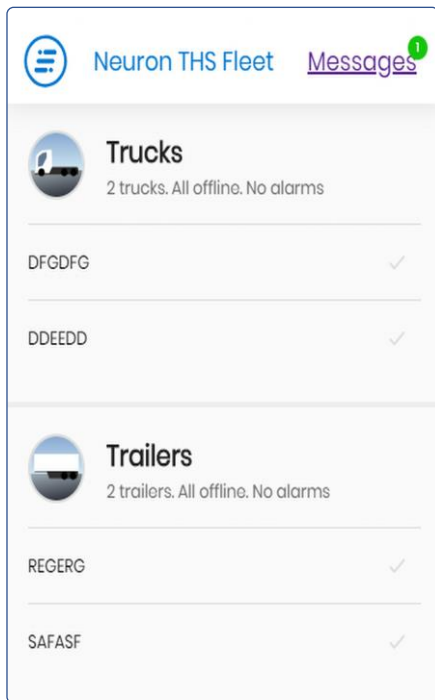 Neuron THS Fleet Messages 1
Trucks
2 trucks. All offline. No alarms
DFGDFG
DDEEDD
Trailers
2 trailers. All offline. No alarms
REGERG
SAFASF